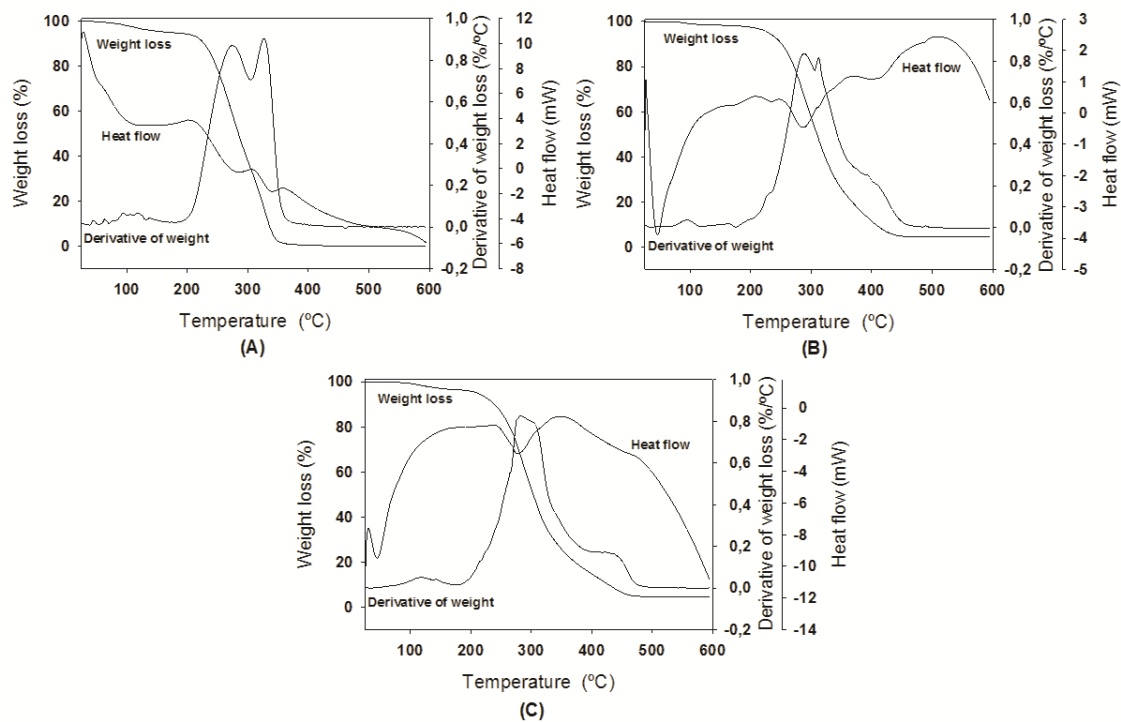 100
80
60
40
20
0
Weight loss (%)
Weight loss
Heat flow
Derivative of weight
1,0
0,8
0,6
0,4
0,2
0,0
-0,2
Derivative of weight loss (%/ºC)
12
10
8
6
4
2
0
-2
-4
-6
-8
Heat flow (mW)
100 200 300 400 500 600
Temperature (ºC)
(A)
100
80
60
40
20
0
Weight loss (%)
Weight loss
Heat flow
Derivative of weight
1,0
0,8
0,6
0,4
0,2
0,0
-0,2
Derivative of weight loss (%/ºC)
3
2
1
0
-1
-2
-3
-4
-5
Heat flow (mW)
100 200 300 400 500 600
Temperature (ºC)
(B)
100
80
60
40
20
0
Weight loss (%)
Weight loss
Heat flow
Derivative of weight
1,0
0,8
0,6
0,4
0,2
0,0
-0,2
Derivative of weight loss (%/ºC)
0
-2
-4
-6
-8
-10
-12
-14
Heat flow (mW)
100 200 300 400 500 600
Temperature (ºC)
(C)